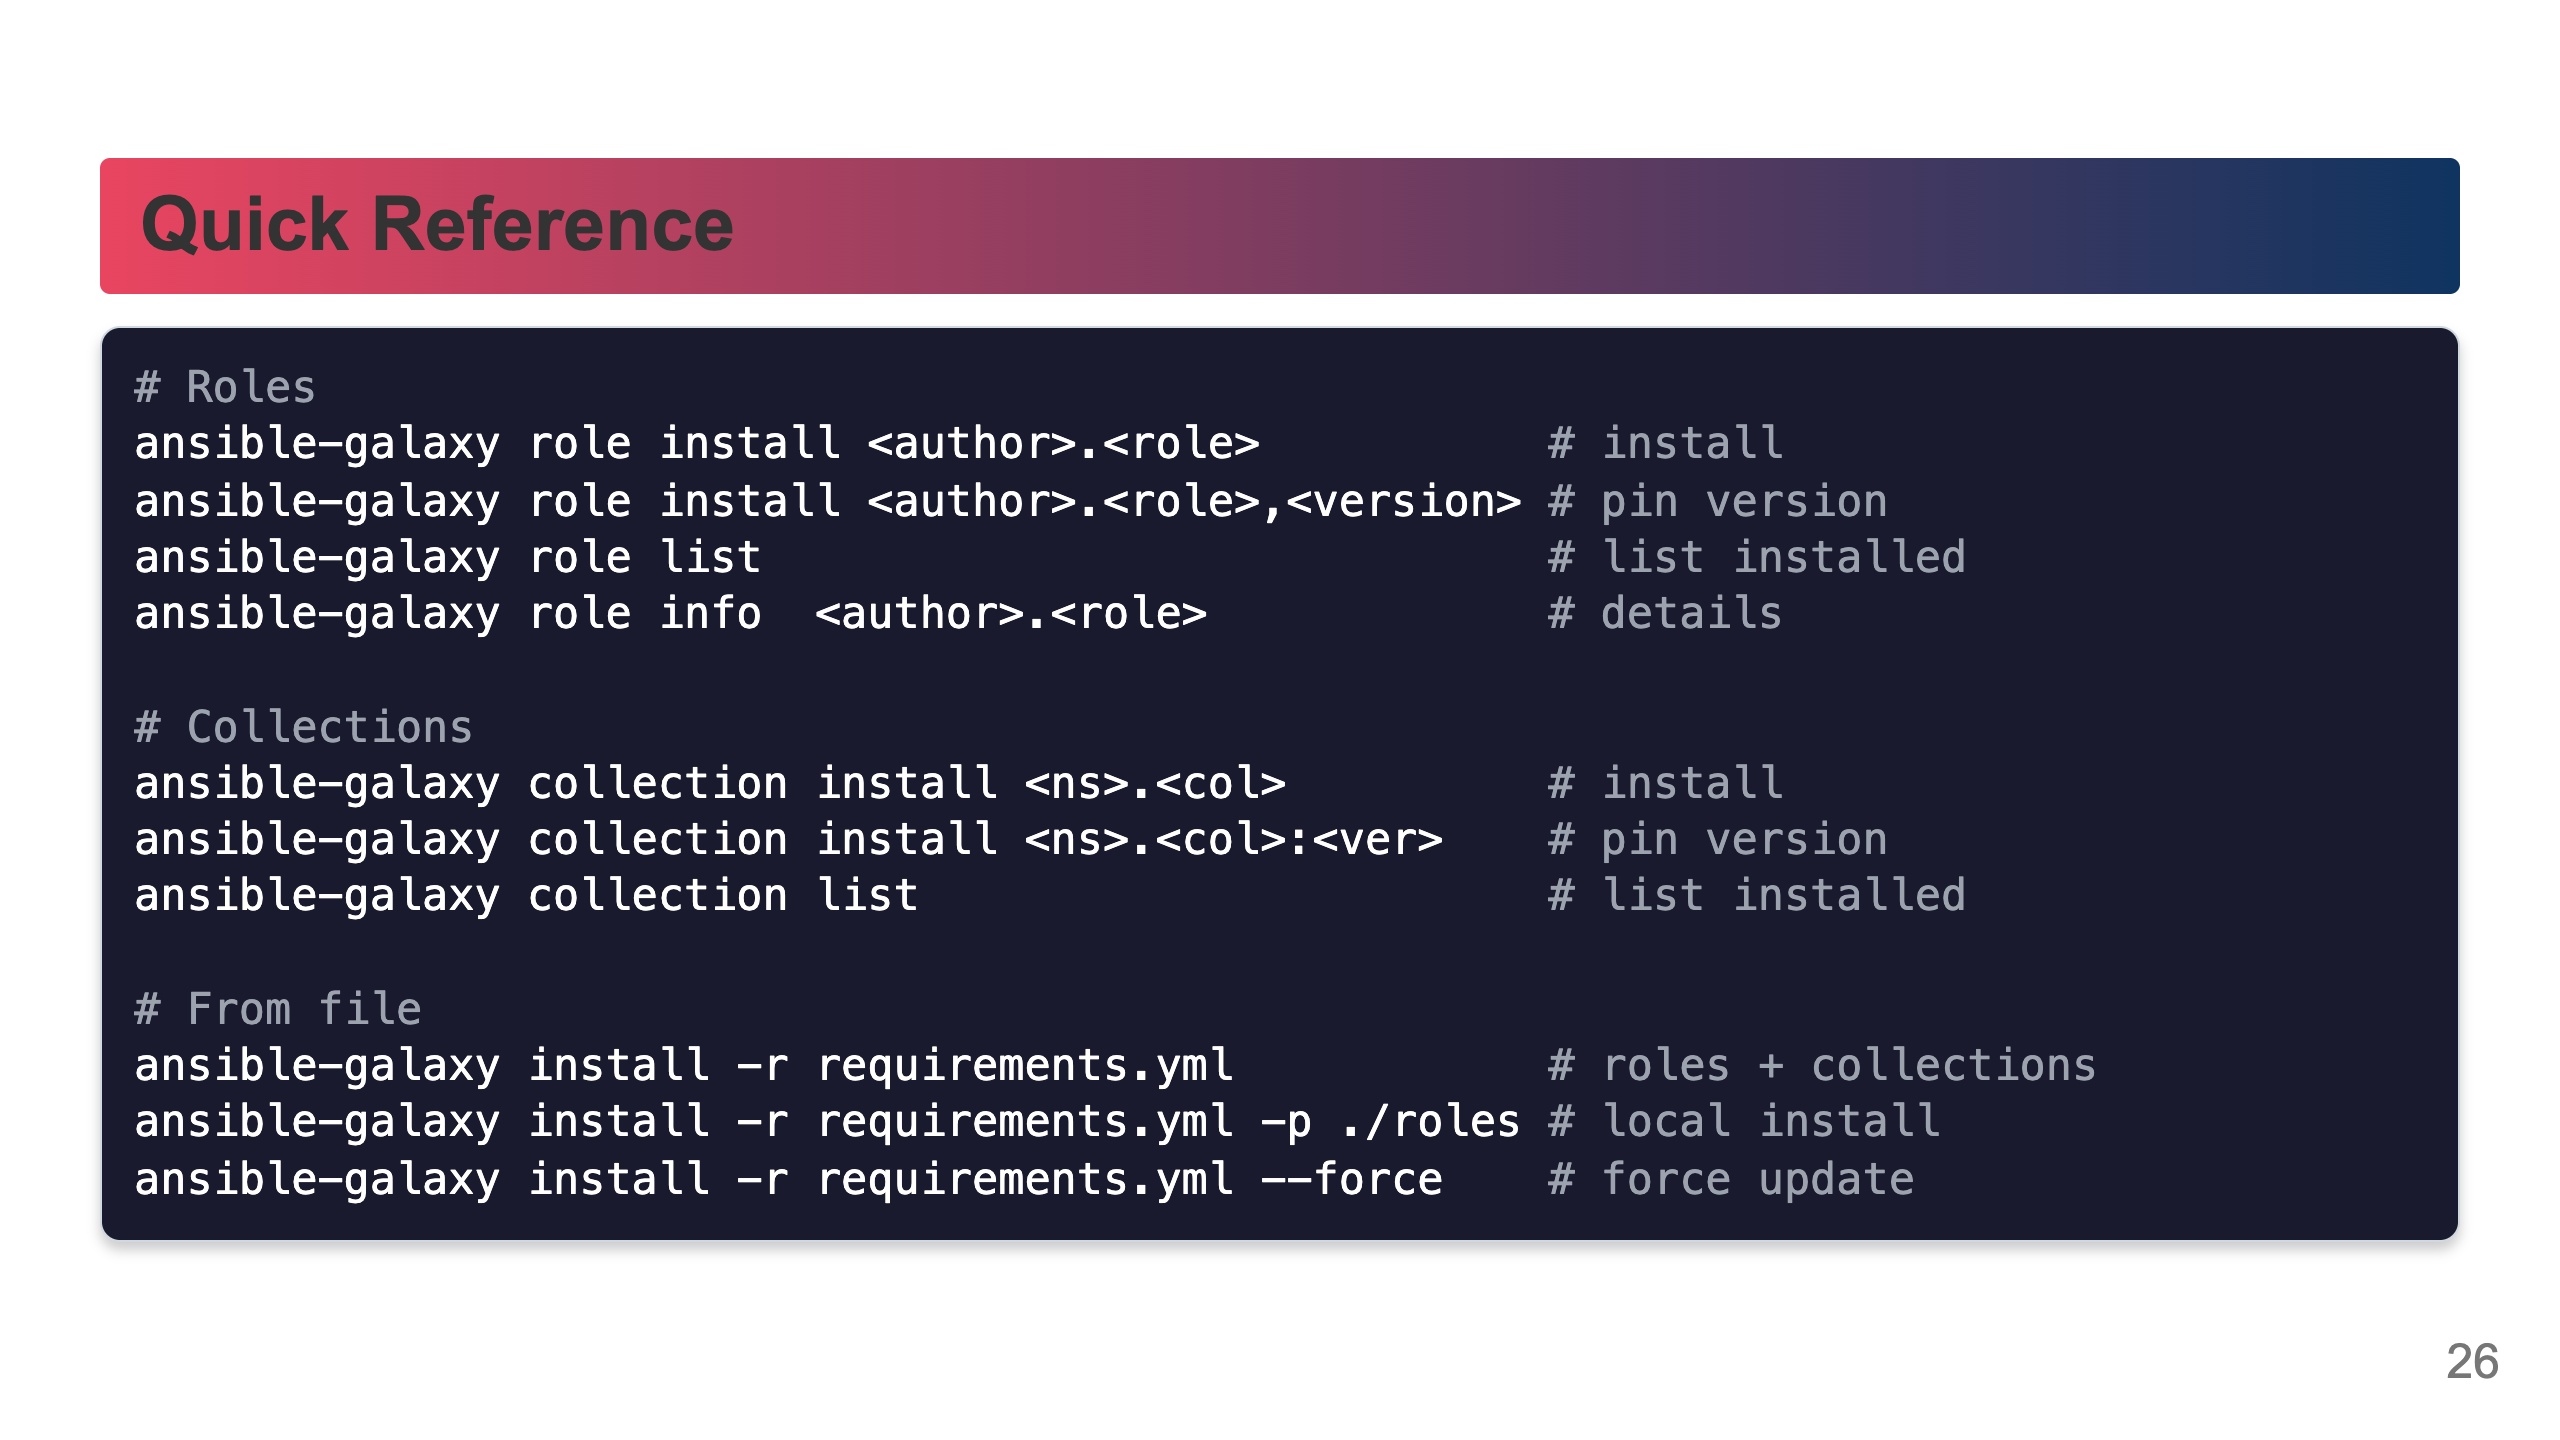 Quick Reference
# Roles
ansible-galaxy role install <author>.<role>           # install
ansible-galaxy role install <author>.<role>,<version> # pin version
ansible-galaxy role list                              # list installed
ansible-galaxy role info  <author>.<role>             # details
# Collections
ansible-galaxy collection install <ns>.<col>          # install
ansible-galaxy collection install <ns>.<col>:<ver>    # pin version
ansible-galaxy collection list                        # list installed
# From file
ansible-galaxy install -r requirements.yml            # roles + collections
ansible-galaxy install -r requirements.yml -p ./roles # local install
ansible-galaxy install -r requirements.yml --force    # force update
26